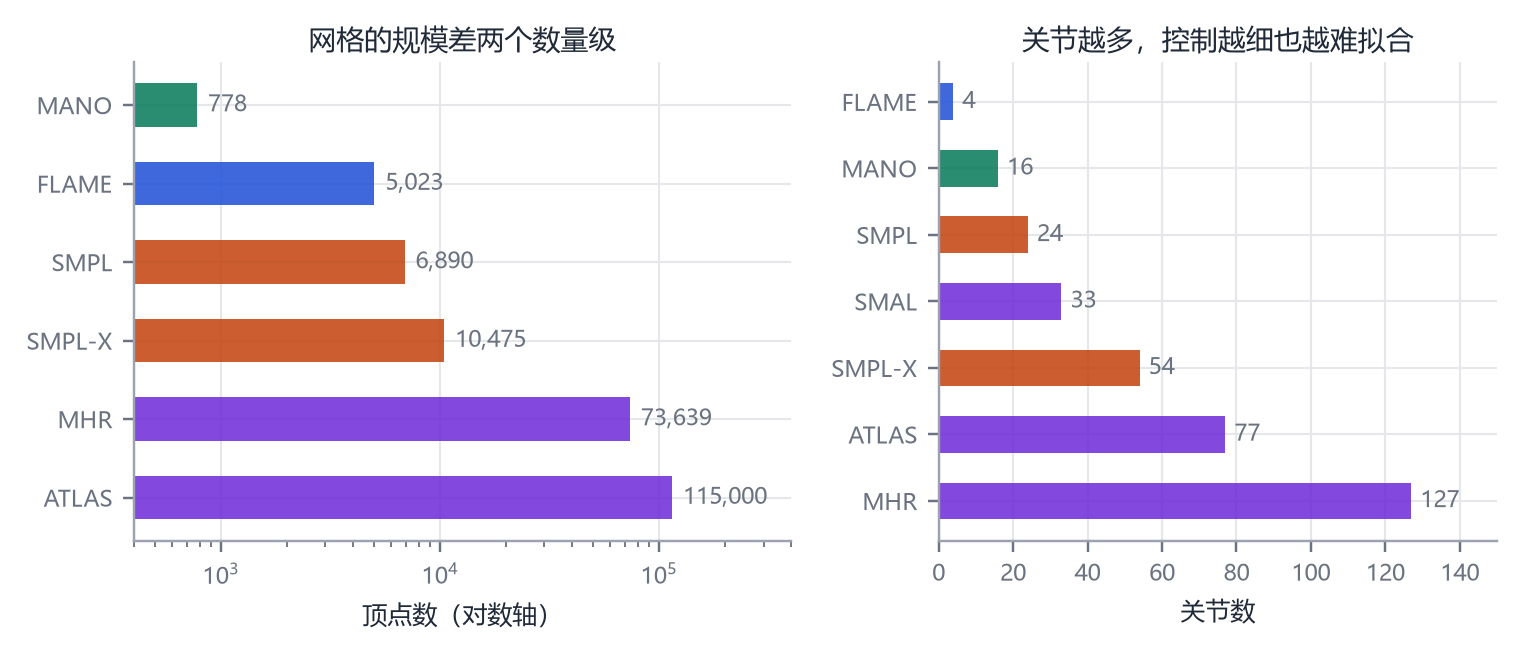 网格的规模差两个数量级
MANO
778
FLAME
5,023
SMPL
6,890
SMPL-X
10,475
MHR
73,639
ATLAS
115,000
10³
10⁴
10⁵
顶点数（对数轴）
关节越多，控制越细也越难拟合
FLAME
4
MANO
16
SMPL
24
SMAL
33
SMPL-X
54
ATLAS
77
MHR
127
0
20
40
60
80
100
120
140
关节数